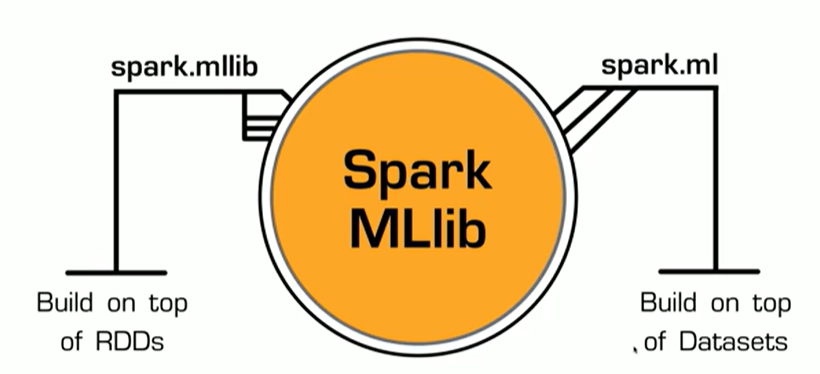 spark.mllib
spark.ml
Spark
MLlib
Build on top
of RDDs
Build on top
of Datasets